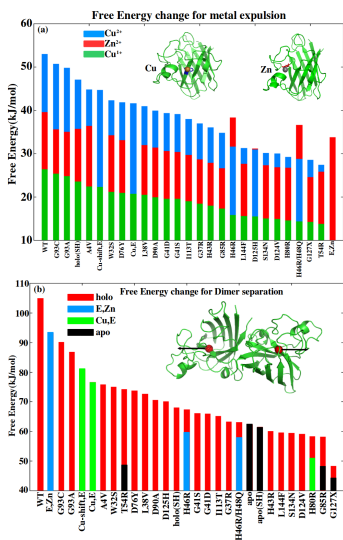 Free Energy change for metal expulsion
(a)
Cu²⁺
Zn²⁺
Cu¹⁺
Cu
Zn
Free Energy(kJ/mol)
60
50
40
30
20
10
WT
G93C
G93A
holo(SH)
A4V
Cu-shift,E
W32S
D76Y
Cu,E
L38V
D90A
G41D
G41S
I113T
G37R
H43R
G85R
H46R
L144F
D125H
S134N
D124V
H80R
H46R/H48Q
G127X
T54R
E,Zn
(b)
Free Energy change for Dimer separation
holo
E,Zn
Cu,E
apo
Free Energy(kJ/mol)
110
100
90
80
70
60
50
40
WT
E,Zn
G93C
G93A
Cu-shift,E
Cu,E
A4V
W32S
T54R
D76Y
L38V
D90A
D125H
holo(SH)
H46R
G41S
G41D
I113T
G37R
H46R/H48Q
apo
apo(SH)
H43R
L144F
S134N
D124V
H80R
G85R
G127X